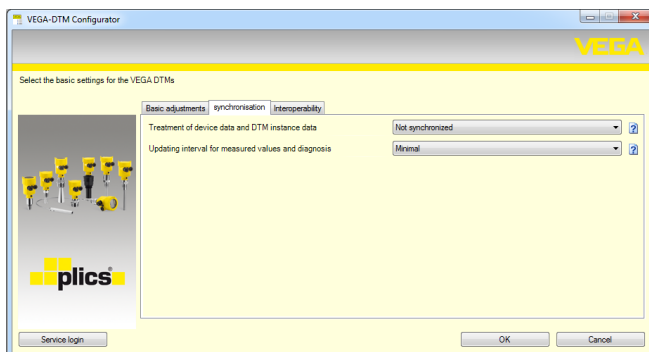 VEGA-DTM Configurator
VEGA
Select the basic settings for the VEGA DTMs
Basic adjustments synchronisation Interoperability
Treatment of device data and DTM instance data Not synchronized ?
Updating interval for measured values and diagnosis Minimal ?
plics®
Service login OK Cancel